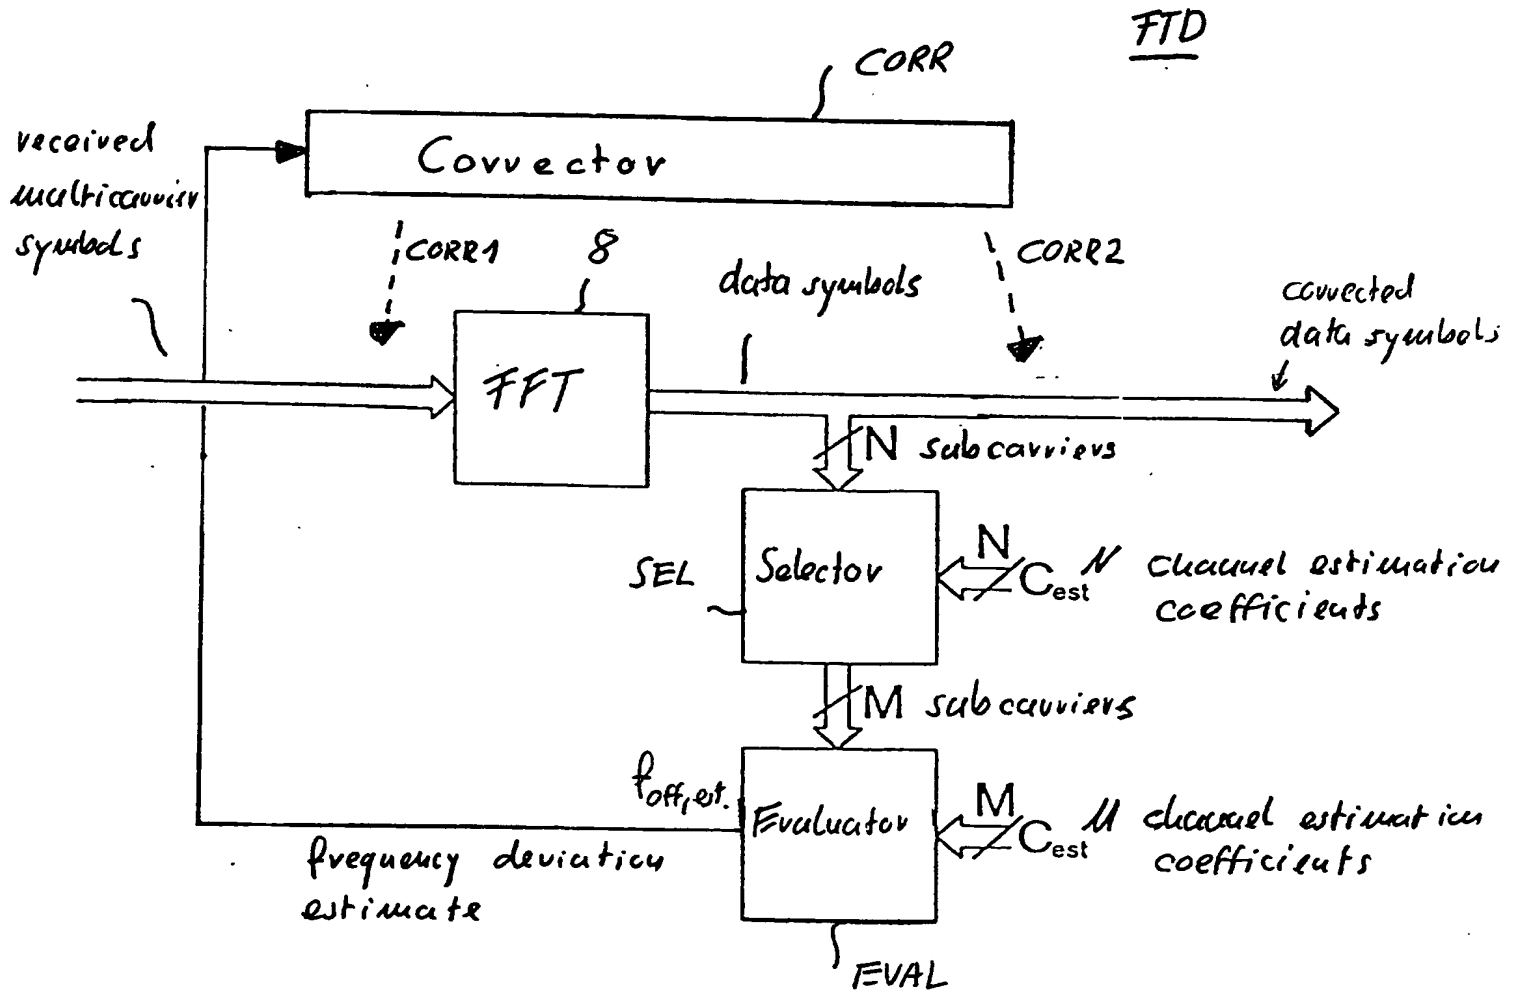 FTD
CORR
received
multicarrier
symbols
Corrector
CORR1
8
data symbols
CORR2
corrected
data symbols
FFT
N subcarriers
SEL
Selector
N
Cest N channel estimation
coefficients
M subcarriers
foff,est.
Evaluator
M
Cest M channel estimation
coefficients
frequency deviation
estimate
EVAL